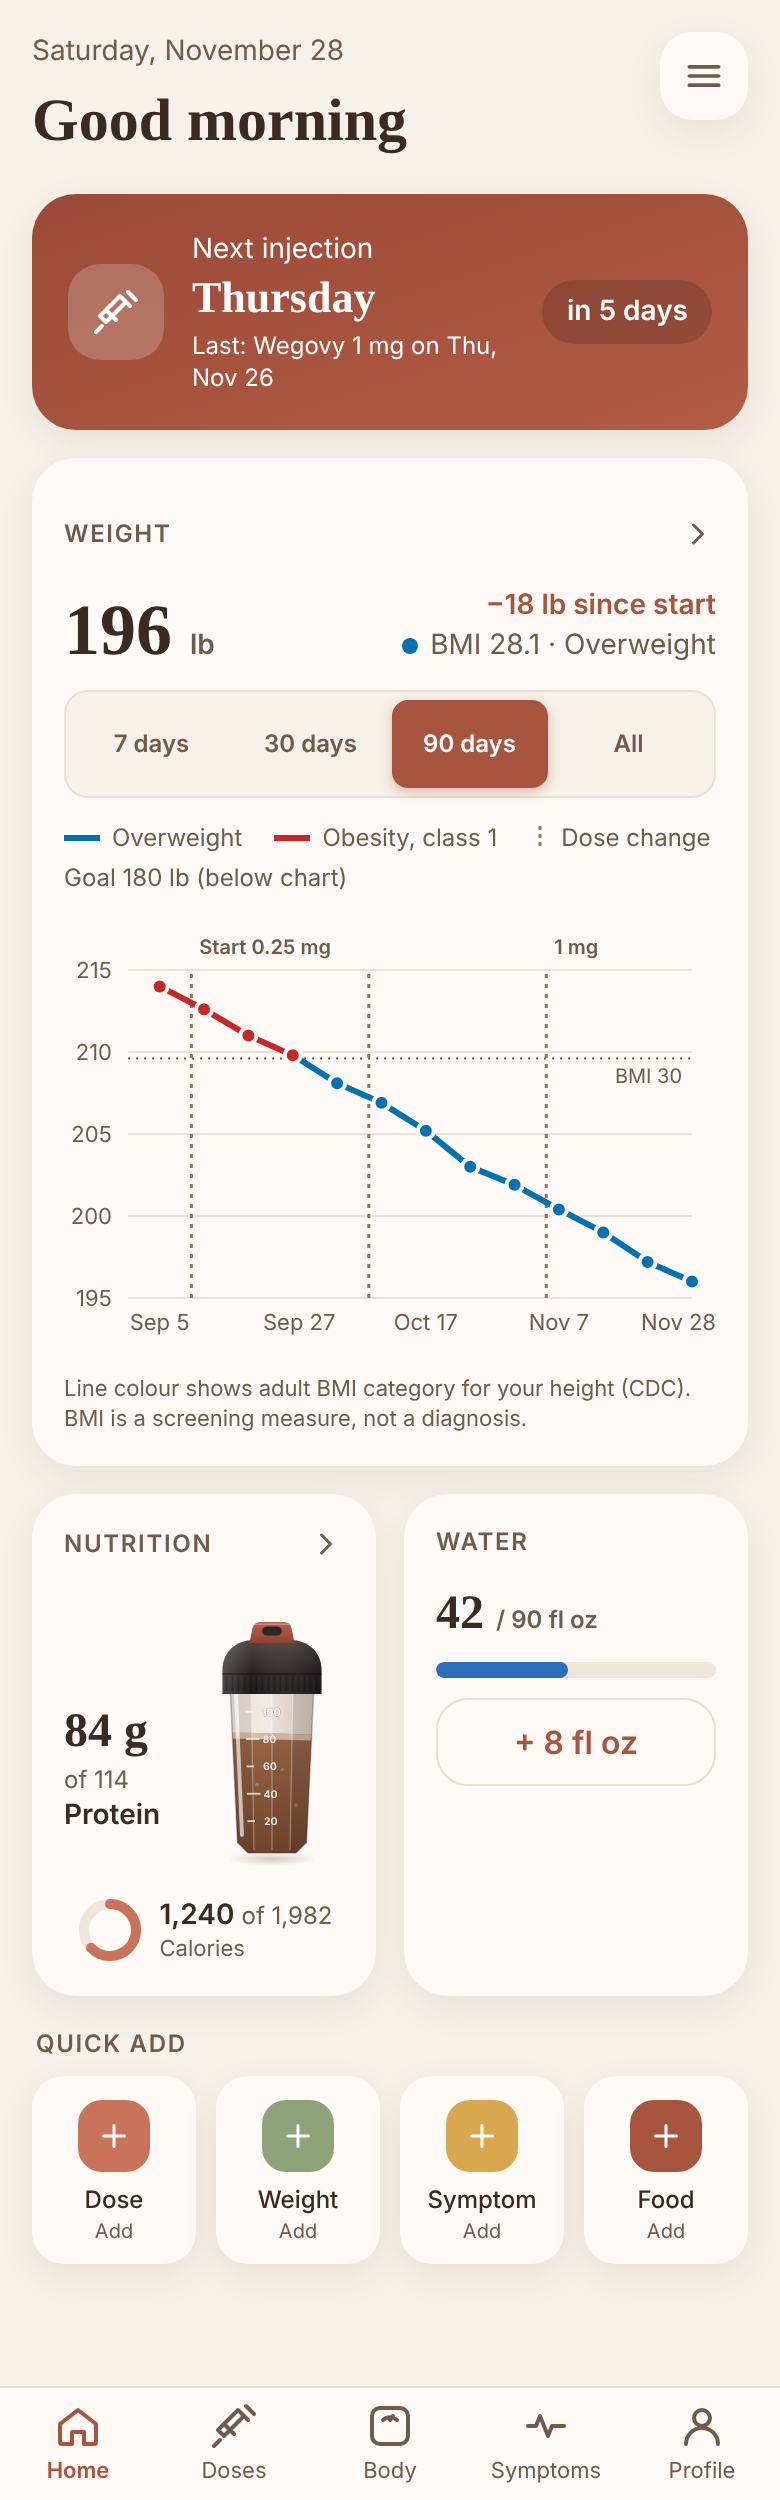 Saturday, November 28
Good morning
Next injection
Thursday
Last: Wegovy 1 mg on Thu,
Nov 26
in 5 days
WEIGHT
196 lb
−18 lb since start
BMI 28.1 · Overweight
7 days
30 days
90 days
All
Overweight
Obesity, class 1
Dose change
Goal 180 lb (below chart)
Start 0.25 mg
1 mg
215
210
BMI 30
205
200
195
Sep 5
Sep 27
Oct 17
Nov 7
Nov 28
Line colour shows adult BMI category for your height (CDC).
BMI is a screening measure, not a diagnosis.
NUTRITION
84 g
of 114
Protein
100
80
60
40
20
1,240 of 1,982
Calories
WATER
42 / 90 fl oz
+ 8 fl oz
QUICK ADD
Dose
Add
Weight
Add
Symptom
Add
Food
Add
Home
Doses
Body
Symptoms
Profile